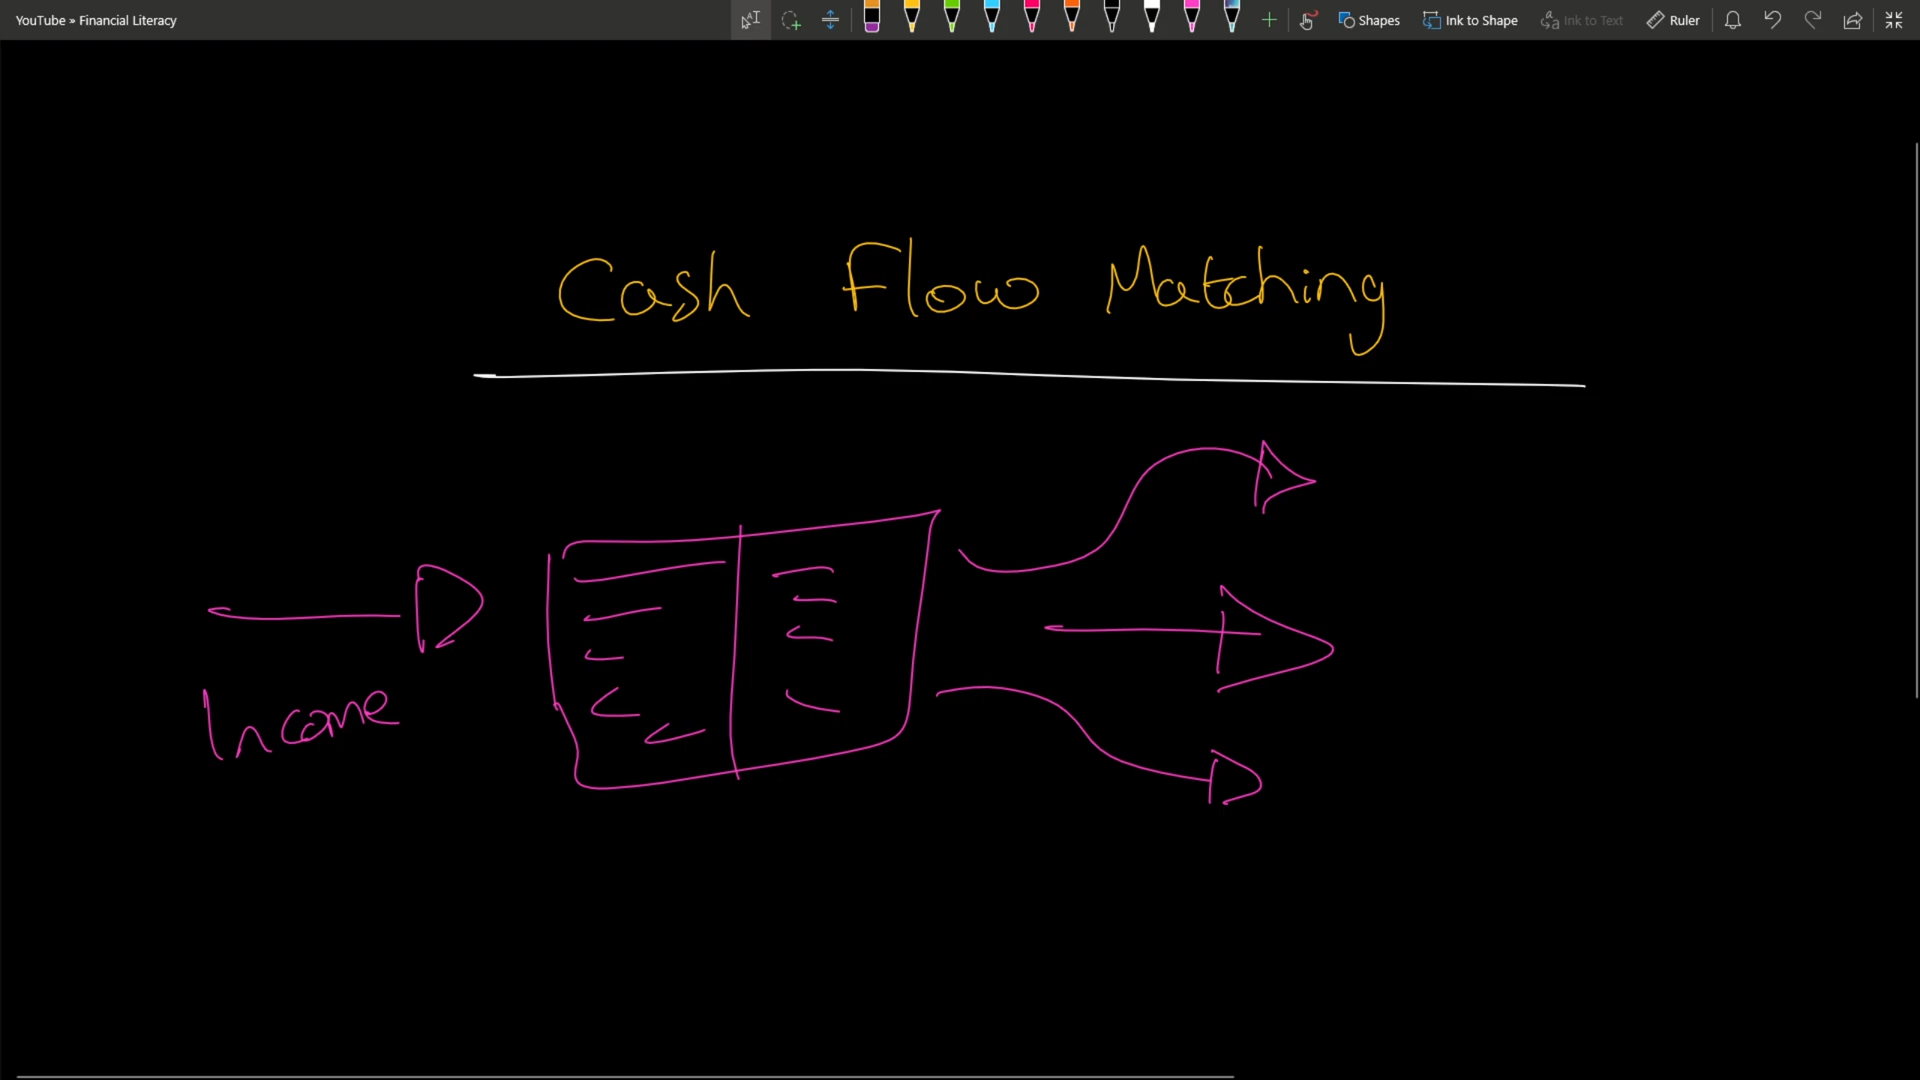 YouTube » Financial Literacy
Shapes
Ink to Shape
Ink to Text
Ruler
Cash Flow Matching
Income